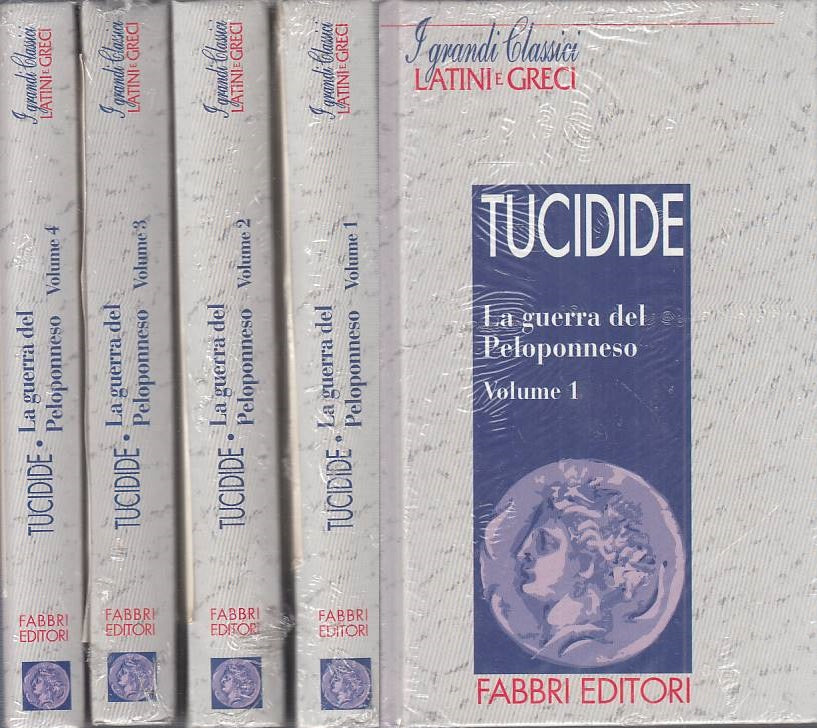 I grandi Classici
LATINI E GRECI
TUCIDIDE • La guerra del
Peloponneso Volume 4
FABBRI
EDITORI
I grandi Classici
LATINI E GRECI
TUCIDIDE • La guerra del
Peloponneso Volume 3
FABBRI
EDITORI
I grandi Classici
LATINI E GRECI
TUCIDIDE • La guerra del
Peloponneso Volume 2
FABBRI
EDITORI
I grandi Classici
LATINI E GRECI
TUCIDIDE • La guerra del
Peloponneso Volume 1
FABBRI
EDITORI
I grandi Classici
LATINI E GRECI
TUCIDIDE
La guerra del
Peloponneso
Volume 1
FABBRI EDITORI